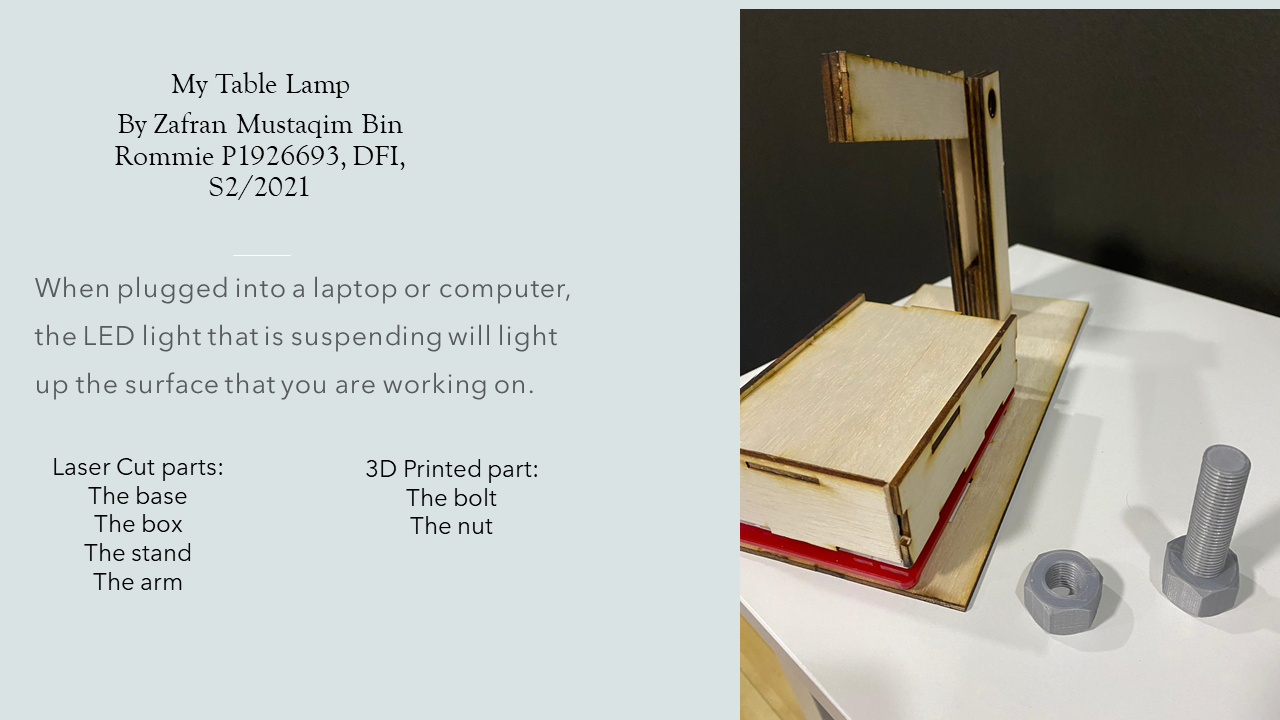 My Table Lamp
By Zafran Mustaqim Bin
Rommie P1926693, DFI,
S2/2021
When plugged into a laptop or computer,
the LED light that is suspending will light
up the surface that you are working on.
Laser Cut parts:
The base
The box
The stand
The arm
3D Printed part:
The bolt
The nut